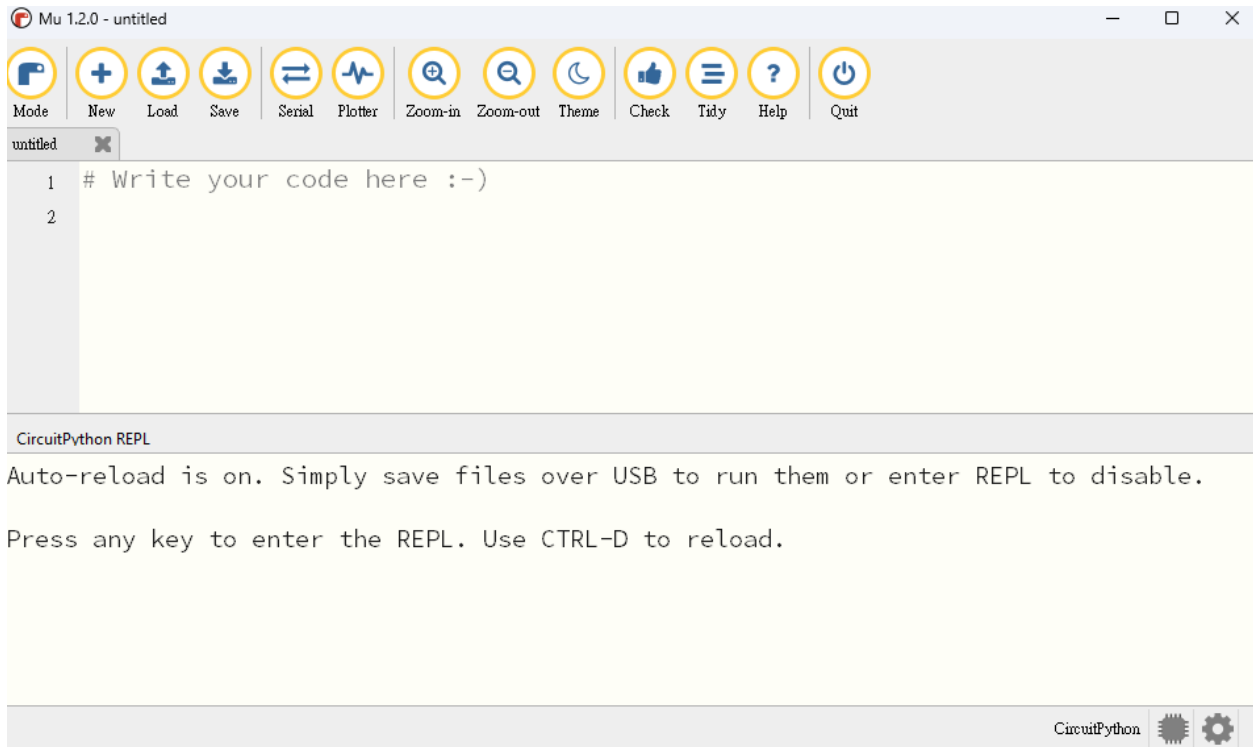 Mu 1.2.0 - untitled
Mode New Load Save Serial Plotter Zoom-in Zoom-out Theme Check Tidy Help Quit
untitled
1 # Write your code here :-)
2
CircuitPython REPL
Auto-reload is on. Simply save files over USB to run them or enter REPL to disable.
Press any key to enter the REPL. Use CTRL-D to reload.
CircuitPython